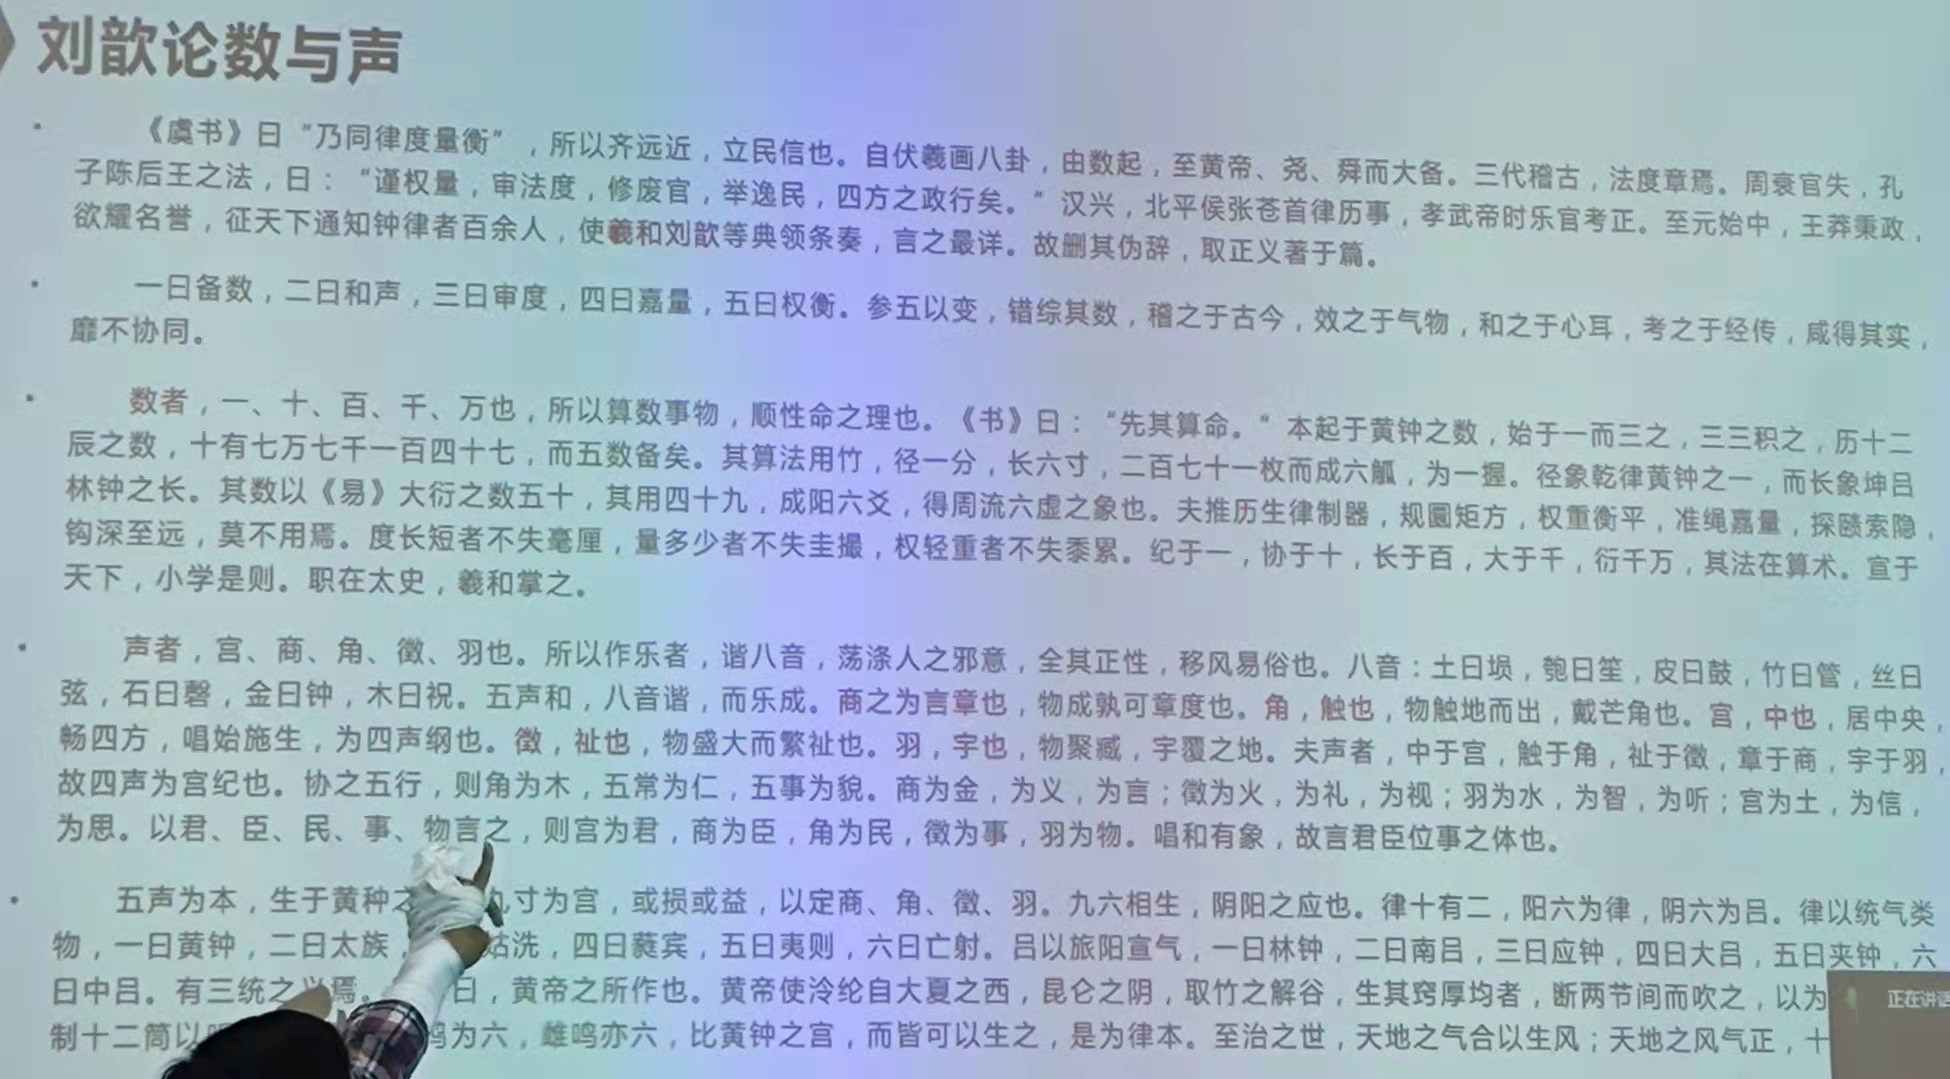 刘歆论数与声
• 《虞书》曰“乃同律度量衡”，所以齐远近，立民信也。自伏羲画八卦，由数起，至黄帝、尧、舜而大备。三代稽古，法度章焉。周衰官失，孔
子陈后王之法，曰：“谨权量，审法度，修废官，举逸民，四方之政行矣。”汉兴，北平侯张苍首律历事，孝武帝时乐官考正。至元始中，王莽秉政，
欲耀名誉，征天下通知钟律者百余人，使羲和刘歆等典领条奏，言之最详。故删其伪辞，取正义著于篇。
• 一曰备数，二曰和声，三曰审度，四曰嘉量，五曰权衡。参五以变，错综其数，稽之于古今，效之于气物，和之于心耳，考之于经传，咸得其实，
靡不协同。
• 数者，一、十、百、千、万也，所以算数事物，顺性命之理也。《书》曰：“先其算命。”本起于黄钟之数，始于一而三之，三三积之，历十二
辰之数，十有七万七千一百四十七，而五数备矣。其算法用竹，径一分，长六寸，二百七十一枚而成六觚，为一握。径象乾律黄钟之一，而长象坤吕
林钟之长。其数以《易》大衍之数五十，其用四十九，成阳六爻，得周流六虚之象也。夫推历生律制器，规圆矩方，权重衡平，准绳嘉量，探赜索隐，
钩深至远，莫不用焉。度长短者不失毫厘，量多少者不失圭撮，权轻重者不失黍累。纪于一，协于十，长于百，大于千，衍千万，其法在算术。宣于
天下，小学是则。职在太史，羲和掌之。
• 声者，宫、商、角、徵、羽也。所以作乐者，谐八音，荡涤人之邪意，全其正性，移风易俗也。八音：土曰埙，匏曰笙，皮曰鼓，竹曰管，丝曰
弦，石曰磬，金曰钟，木曰祝。五声和，八音谐，而乐成。商之为言章也，物成孰可章度也。角，触也，物触地而出，戴芒角也。宫，中也，居中央，
畅四方，唱始施生，为四声纲也。徵，祉也，物盛大而繁祉也。羽，宇也，物聚臧，宇覆之地。夫声者，中于宫，触于角，祉于徵，章于商，宇于羽，
故四声为宫纪也。协之五行，则角为木，五常为仁，五事为貌。商为金，为义，为言；徵为火，为礼，为视；羽为水，为智，为听；宫为土，为信，
为思。以君、臣、民、事、物言之，则宫为君，商为臣，角为民，徵为事，羽为物。唱和有象，故言君臣位事之体也。
• 五声为本，生于黄种之 九寸为宫，或损或益，以定商、角、徵、羽。九六相生，阴阳之应也。律十有二，阳六为律，阴六为吕。律以统气类
物，一曰黄钟，二曰太族， 姑洗，四曰蕤宾，五曰夷则，六曰亡射。吕以旅阳宣气，一曰林钟，二曰南吕，三曰应钟，四曰大吕，五曰夹钟，六
曰中吕。有三统之义焉。 曰，黄帝之所作也。黄帝使泠纶自大夏之西，昆仑之阴，取竹之解谷，生其窍厚均者，断两节间而吹之，以为
制十二筒以 鸣为六，雌鸣亦六，比黄钟之宫，而皆可以生之，是为律本。至治之世，天地之气合以生风；天地之风气正，十
正在讲话